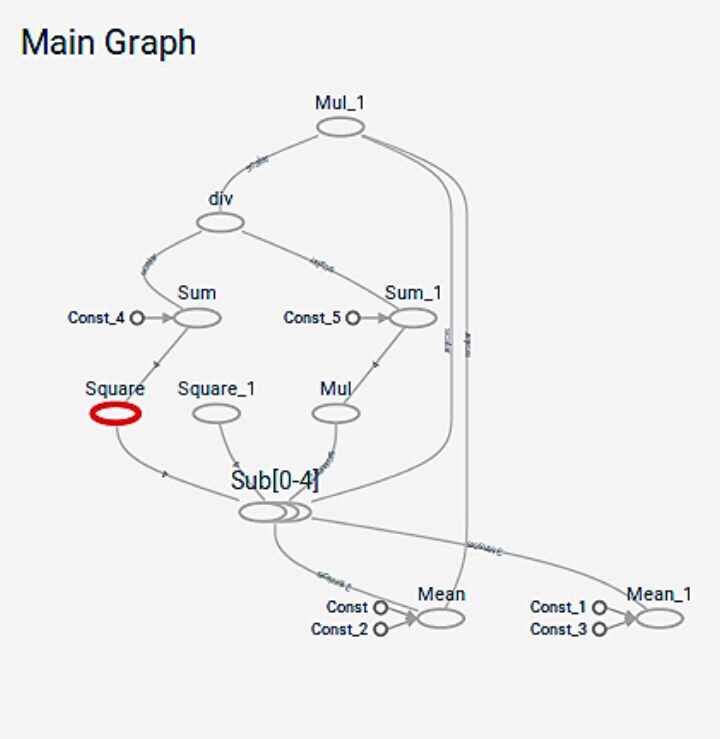 Main Graph
Mul_1
div
Sum
Sum_1
Const_4
Const_5
Square
Square_1
Mul
Sub[0-4]
Mean
Mean_1
Const
Const_1
Const_2
Const_3